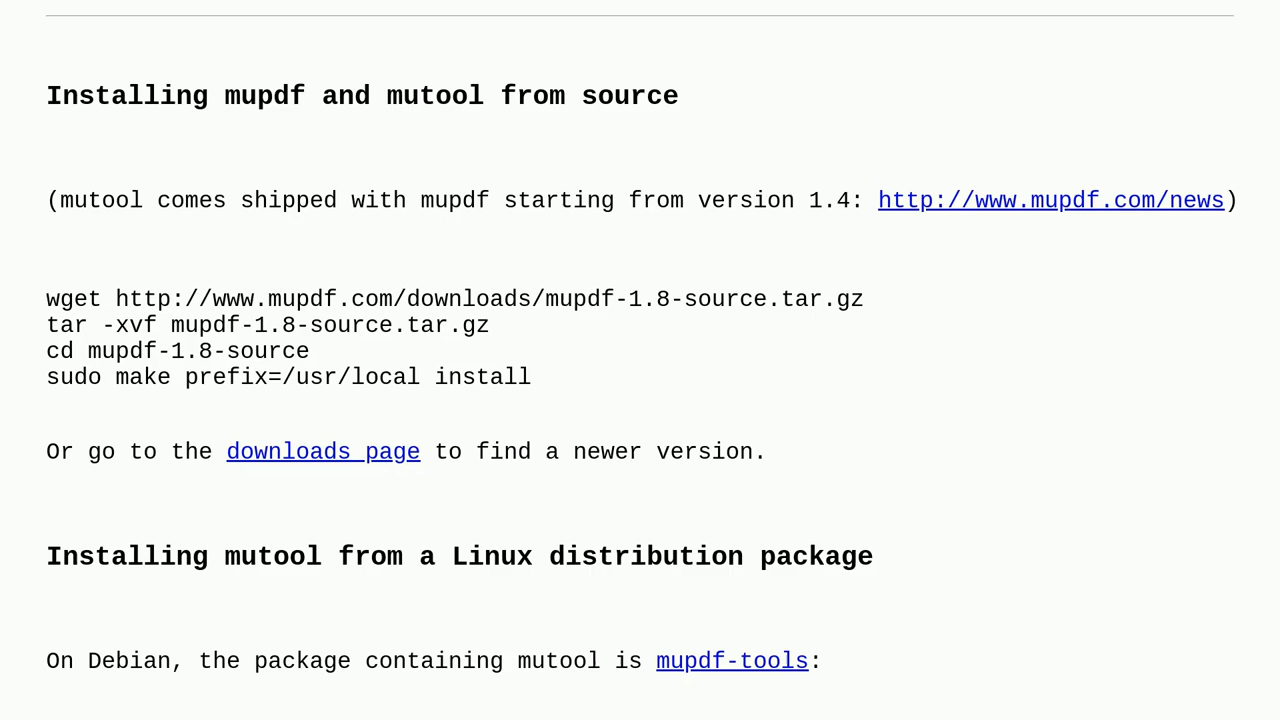 Installing mupdf and mutool from source
(mutool comes shipped with mupdf starting from version 1.4: http://www.mupdf.com/news)
wget http://www.mupdf.com/downloads/mupdf-1.8-source.tar.gz
tar -xvf mupdf-1.8-source.tar.gz
cd mupdf-1.8-source
sudo make prefix=/usr/local install
Or go to the downloads page to find a newer version.
Installing mutool from a Linux distribution package
On Debian, the package containing mutool is mupdf-tools: